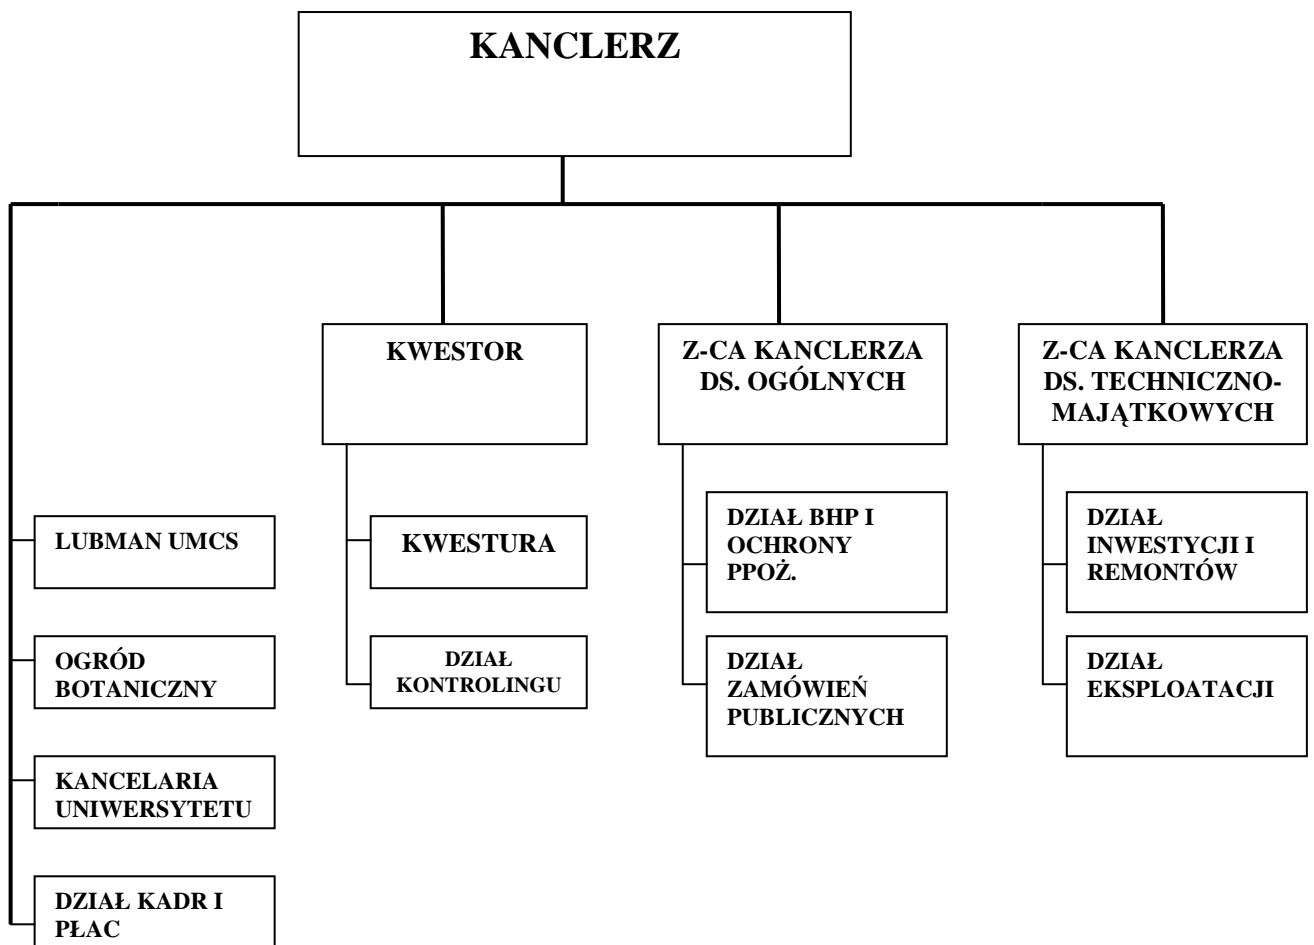 KANCLERZ
KWESTOR
Z-CA KANCLERZA
DS. OGÓLNYCH
Z-CA KANCLERZA
DS. TECHNICZNO-
MAJĄTKOWYCH
LUBMAN UMCS
OGRÓD
BOTANICZNY
KANCELARIA
UNIWERSYTETU
DZIAŁ KADR I
PŁAC
KWESTURA
DZIAŁ
KONTROLINGU
DZIAŁ BHP I
OCHRONY
PPOŻ.
DZIAŁ
ZAMÓWIEŃ
PUBLICZNYCH
DZIAŁ
INWESTYCJI I
REMONTÓW
DZIAŁ
EKSPLOATACJI